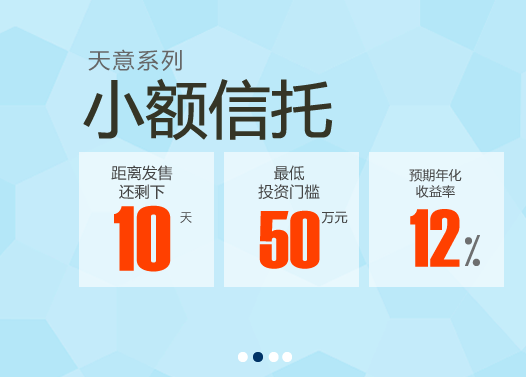 天意系列
小额信托
距离发售
还剩下
10 天
最低
投资门槛
50 万元
预期年化
收益率
12 %